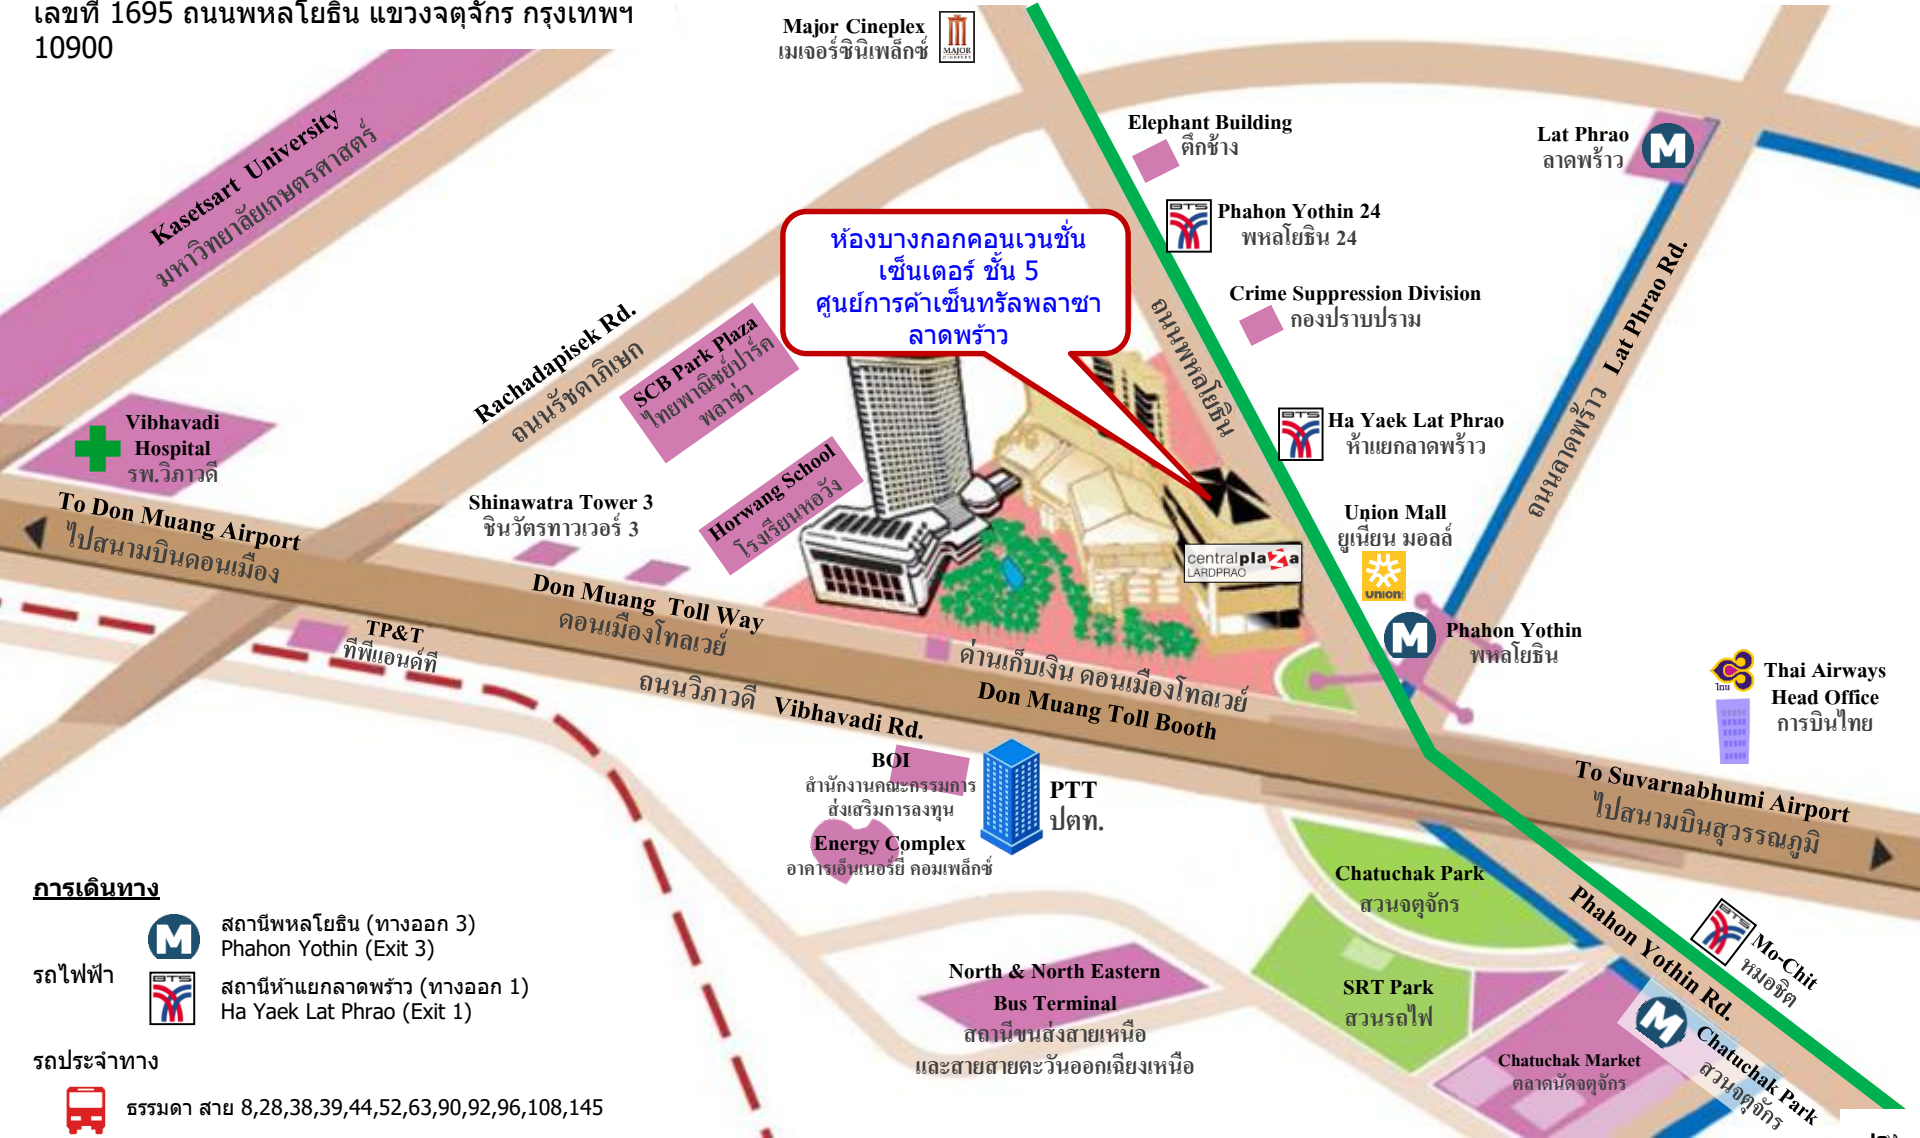 เลขที่ 1695 ถนนพหลโยธิน แขวงจตุจักร กรุงเทพฯ
10900
Major Cineplex
เมเจอร์ซินิเพล็กซ์
MAJOR
Kasetsart University
มหาวิทยาลัยเกษตรศาสตร์
Elephant Building
ตึกช้าง
Lat Phrao
ลาดพร้าว
M
BTS
Phahon Yothin 24
พหลโยธิน 24
ห้องบางกอกคอนเวนชั่น
เซ็นเตอร์ ชั้น 5
ศูนย์การค้าเซ็นทรัลพลาซา
ลาดพร้าว
Crime Suppression Division
กองปราบปราม
ถนนพหลโยธิน
Lat Phrao Rd.
ถนนลาดพร้าว
Rachadapisek Rd.
ถนนรัชดาภิเษก
SCB Park Plaza
ไทยพาณิชย์ปาร์ค
พลาซ่า
Vibhavadi
Hospital
รพ.วิภาวดี
BTS
Ha Yaek Lat Phrao
ห้าแยกลาดพร้าว
Horwang School
โรงเรียนหอวัง
Shinawatra Tower 3
ชินวัตรทาวเวอร์ 3
To Don Muang Airport
ไปสนามบินดอนเมือง
Union Mall
ยูเนี่ยน มอลล์
UNION
centralplaza
LARDPRAO
Don Muang Toll Way
ดอนเมืองโทลเวย์
TP&T
ทีพีแอนด์ที
M
Phahon Yothin
พหลโยธิน
ด่านเก็บเงิน ดอนเมืองโทลเวย์
Don Muang Toll Booth
ถนนวิภาวดี Vibhavadi Rd.
ไทย
Thai Airways
Head Office
การบินไทย
BOI
สำนักงานคณะกรรมการ
ส่งเสริมการลงทุน
PTT
ปตท.
Energy Complex
อาคารเอ็นเนอร์ยี่ คอมเพล็กซ์
To Suvarnabhumi Airport
ไปสนามบินสุวรรณภูมิ
Chatuchak Park
สวนจตุจักร
Phahon Yothin Rd.
BTS
Mo-Chit
หมอชิต
North & North Eastern
Bus Terminal
สถานีขนส่งสายเหนือ
และสายสายตะวันออกเฉียงเหนือ
SRT Park
สวนรถไฟ
Chatuchak Market
ตลาดนัดจตุจักร
M
Chatuchak Park
สวนจตุจักร
การเดินทาง
รถไฟฟ้า
M
สถานีพหลโยธิน (ทางออก 3)
Phahon Yothin (Exit 3)
BTS
สถานีห้าแยกลาดพร้าว (ทางออก 1)
Ha Yaek Lat Phrao (Exit 1)
รถประจำทาง
ธรรมดา สาย 8,28,38,39,44,52,63,90,92,96,108,145